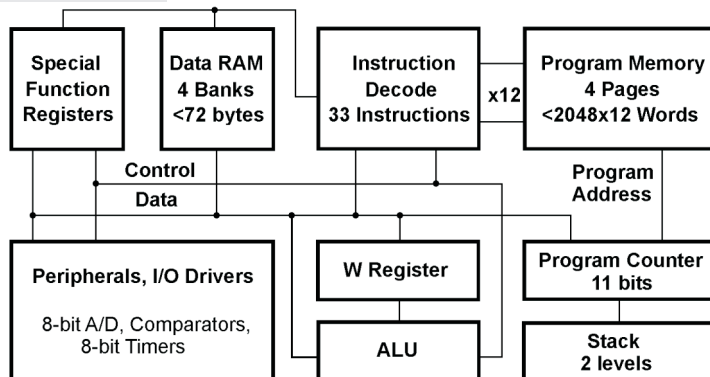 Special
Function
Registers
Data RAM
4 Banks
<72 bytes
Instruction
Decode
33 Instructions
x12
Program Memory
4 Pages
<2048x12 Words
Control
Data
Program
Address
Peripherals, I/O Drivers
8-bit A/D, Comparators,
8-bit Timers
W Register
ALU
Program Counter
11 bits
Stack
2 levels